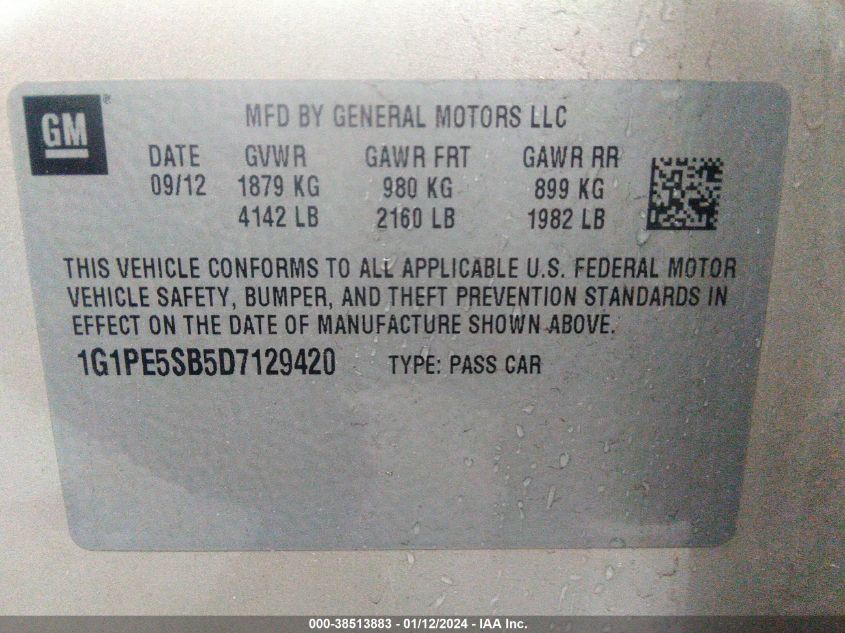 GM ®
MFD BY GENERAL MOTORS LLC
DATE GVWR GAWR FRT GAWR RR
09/12 1879 KG 980 KG 899 KG
4142 LB 2160 LB 1982 LB
THIS VEHICLE CONFORMS TO ALL APPLICABLE U.S. FEDERAL MOTOR
VEHICLE SAFETY, BUMPER, AND THEFT PREVENTION STANDARDS IN
EFFECT ON THE DATE OF MANUFACTURE SHOWN ABOVE.
1G1PE5SB5D7129420 TYPE: PASS CAR
000-38513883 - 01/12/2024 - IAA Inc.